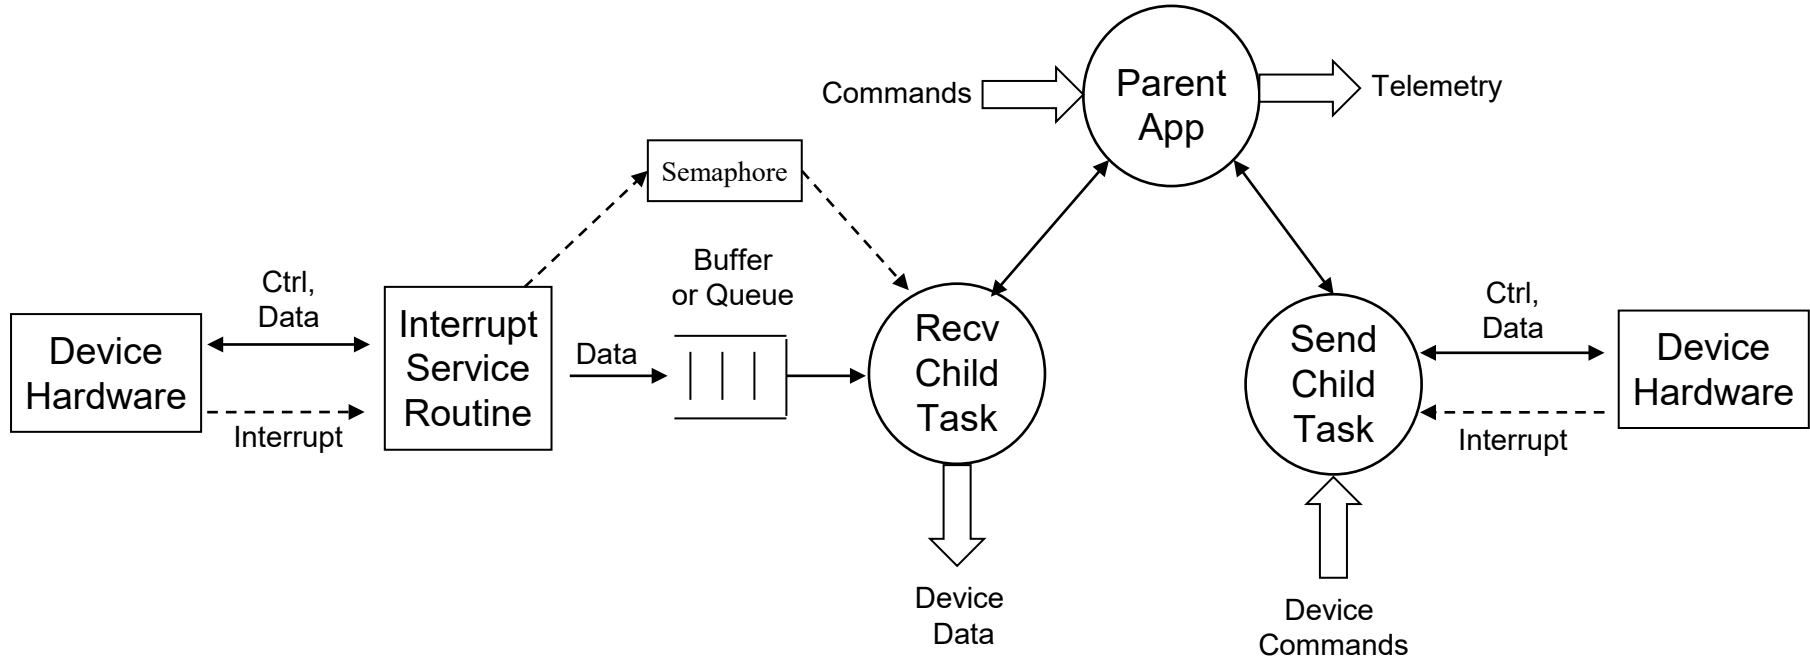 Commands
Parent
App
Telemetry
Semaphore
Buffer
or Queue
Ctrl,
Data
Device
Hardware
Interrupt
Interrupt
Service
Routine
Data
Recv
Child
Task
Device
Data
Send
Child
Task
Ctrl,
Data
Interrupt
Device
Hardware
Device
Commands